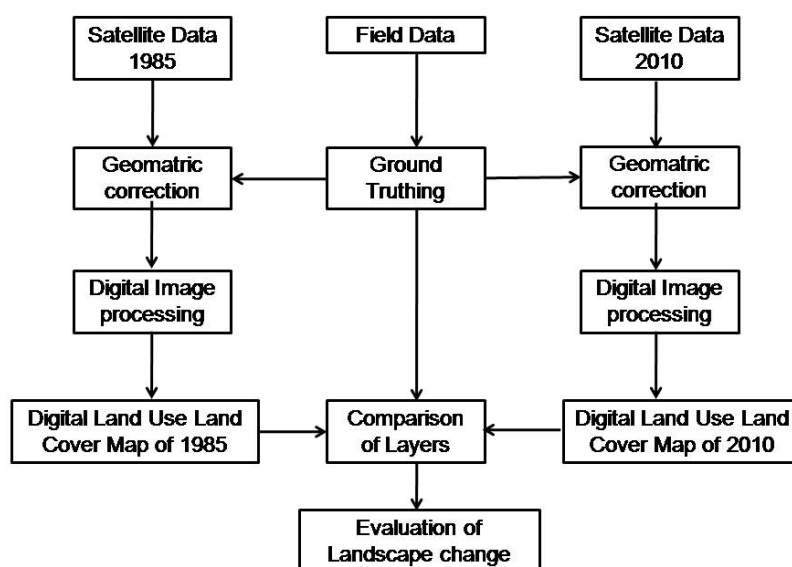 Satellite Data
1985
Field Data
Satellite Data
2010
Geomatric
correction
Ground
Truthing
Geomatric
correction
Digital Image
processing
Digital Image
processing
Digital Land Use Land
Cover Map of 1985
Comparison
of Layers
Digital Land Use Land
Cover Map of 2010
Evaluation of
Landscape change